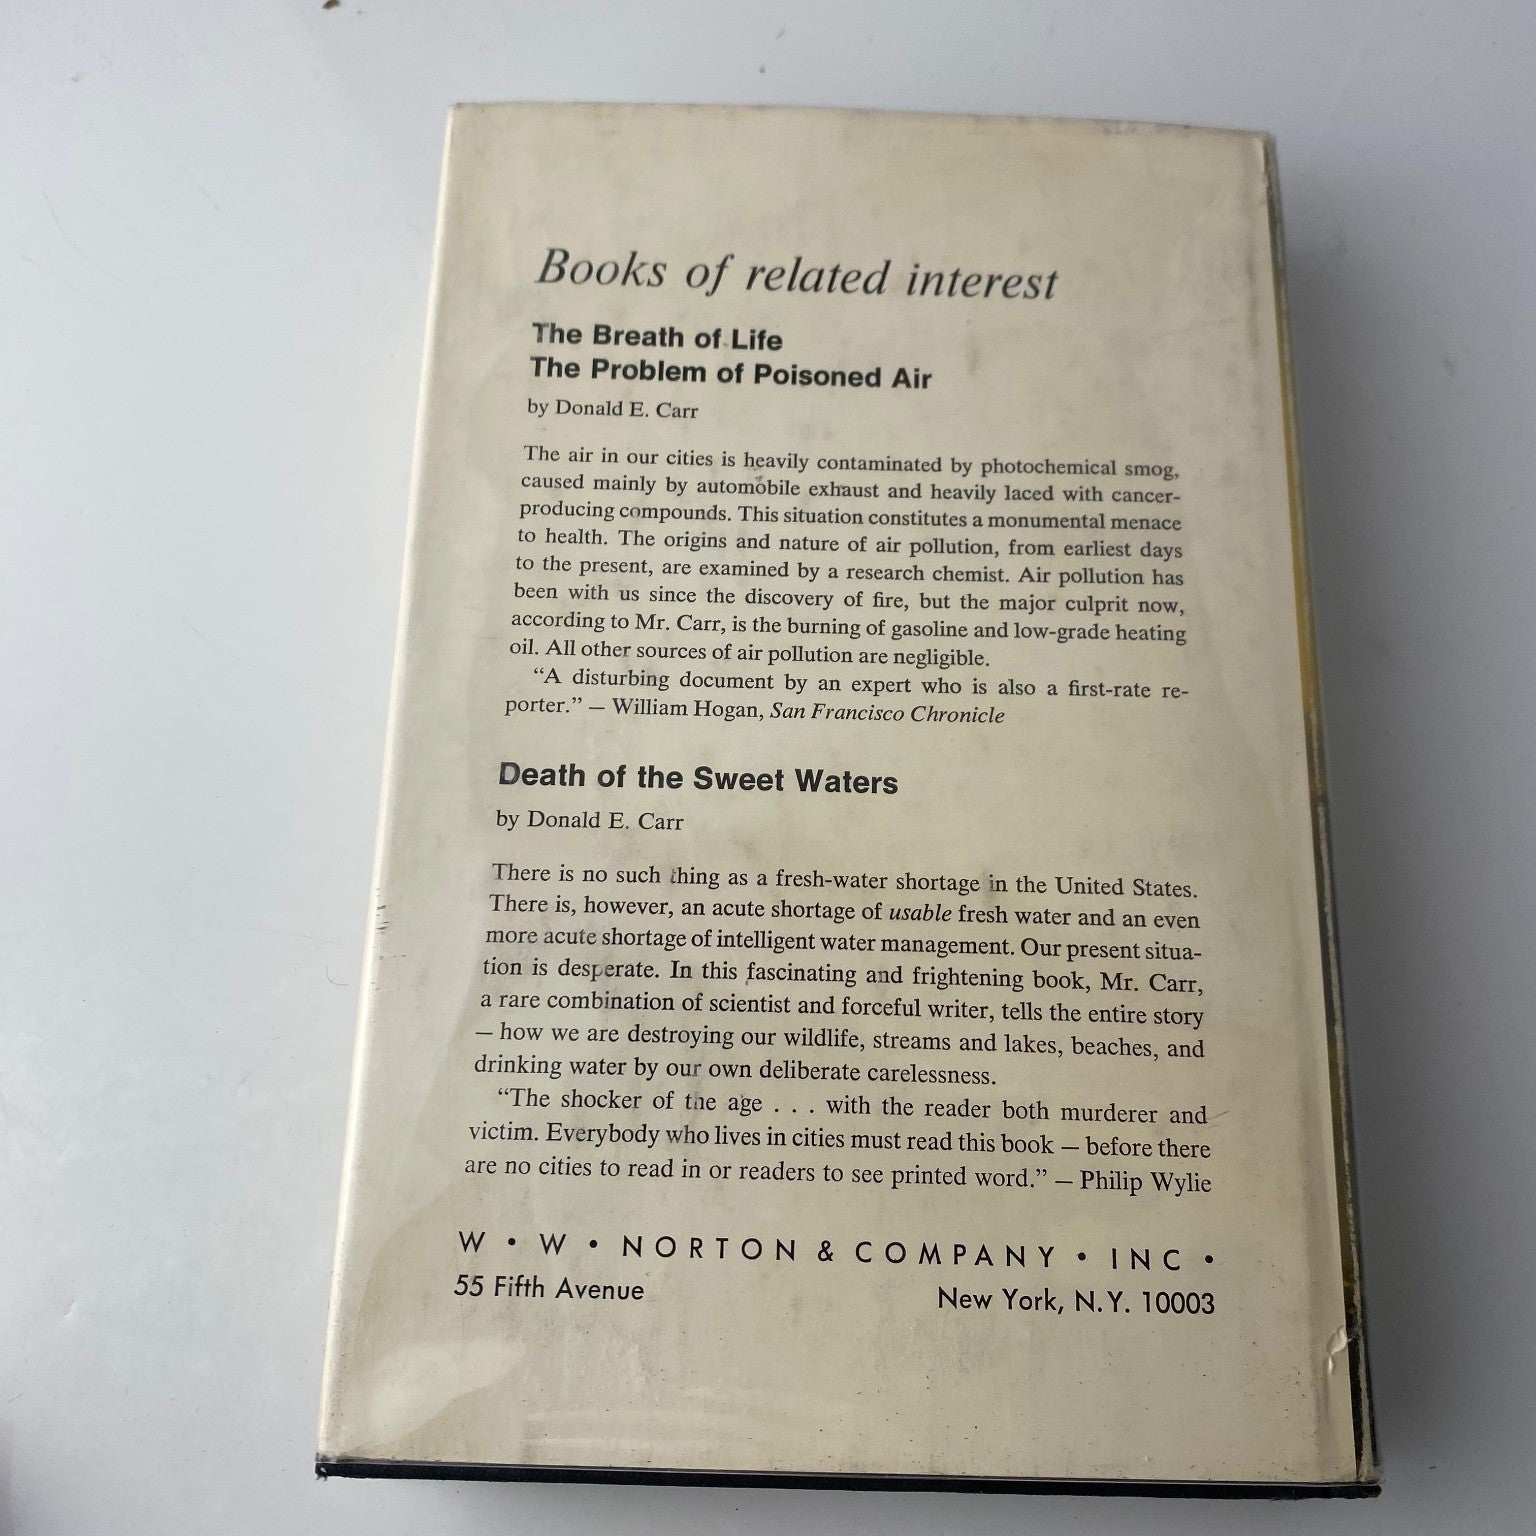 Books of related interest
The Breath of Life
The Problem of Poisoned Air
by Donald E. Carr
The air in our cities is heavily contaminated by photochemical smog,
caused mainly by automobile exhaust and heavily laced with cancer-
producing compounds. This situation constitutes a monumental menace
to health. The origins and nature of air pollution, from earliest days
to the present, are examined by a research chemist. Air pollution has
been with us since the discovery of fire, but the major culprit now,
according to Mr. Carr, is the burning of gasoline and low-grade heating
oil. All other sources of air pollution are negligible.
“A disturbing document by an expert who is also a first-rate re-
porter.” — William Hogan, San Francisco Chronicle
Death of the Sweet Waters
by Donald E. Carr
There is no such thing as a fresh-water shortage in the United States.
There is, however, an acute shortage of usable fresh water and an even
more acute shortage of intelligent water management. Our present situa-
tion is desperate. In this fascinating and frightening book, Mr. Carr,
a rare combination of scientist and forceful writer, tells the entire story
— how we are destroying our wildlife, streams and lakes, beaches, and
drinking water by our own deliberate carelessness.
“The shocker of the age . . . with the reader both murderer and
victim. Everybody who lives in cities must read this book — before there
are no cities to read in or readers to see printed word.” — Philip Wylie
W • W • NORTON & COMPANY • INC •
55 Fifth Avenue New York, N.Y. 10003